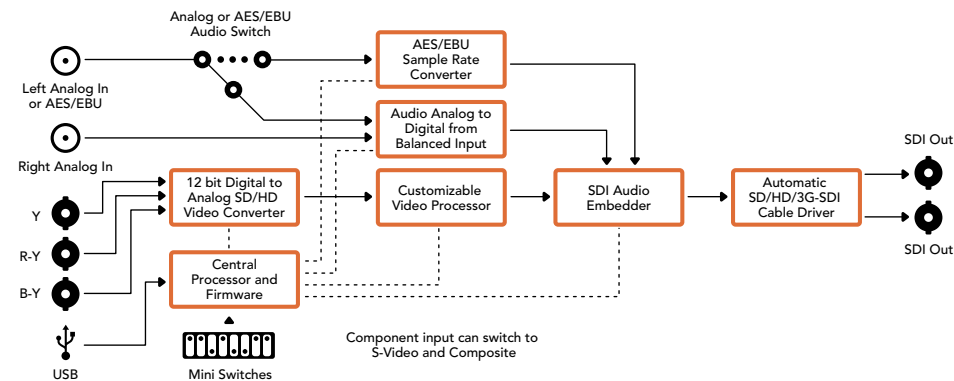 Analog or AES/EBU
Audio Switch
Left Analog In
or AES/EBU
Right Analog In
AES/EBU
Sample Rate
Converter
Audio Analog to
Digital from
Balanced Input
Y
R-Y
B-Y
USB
12 bit Digital to
Analog SD/HD
Video Converter
Customizable
Video Processor
SDI Audio
Embedder
Automatic
SD/HD/3G-SDI
Cable Driver
SDI Out
SDI Out
Central
Processor and
Firmware
Mini Switches
Component input can switch to
S-Video and Composite